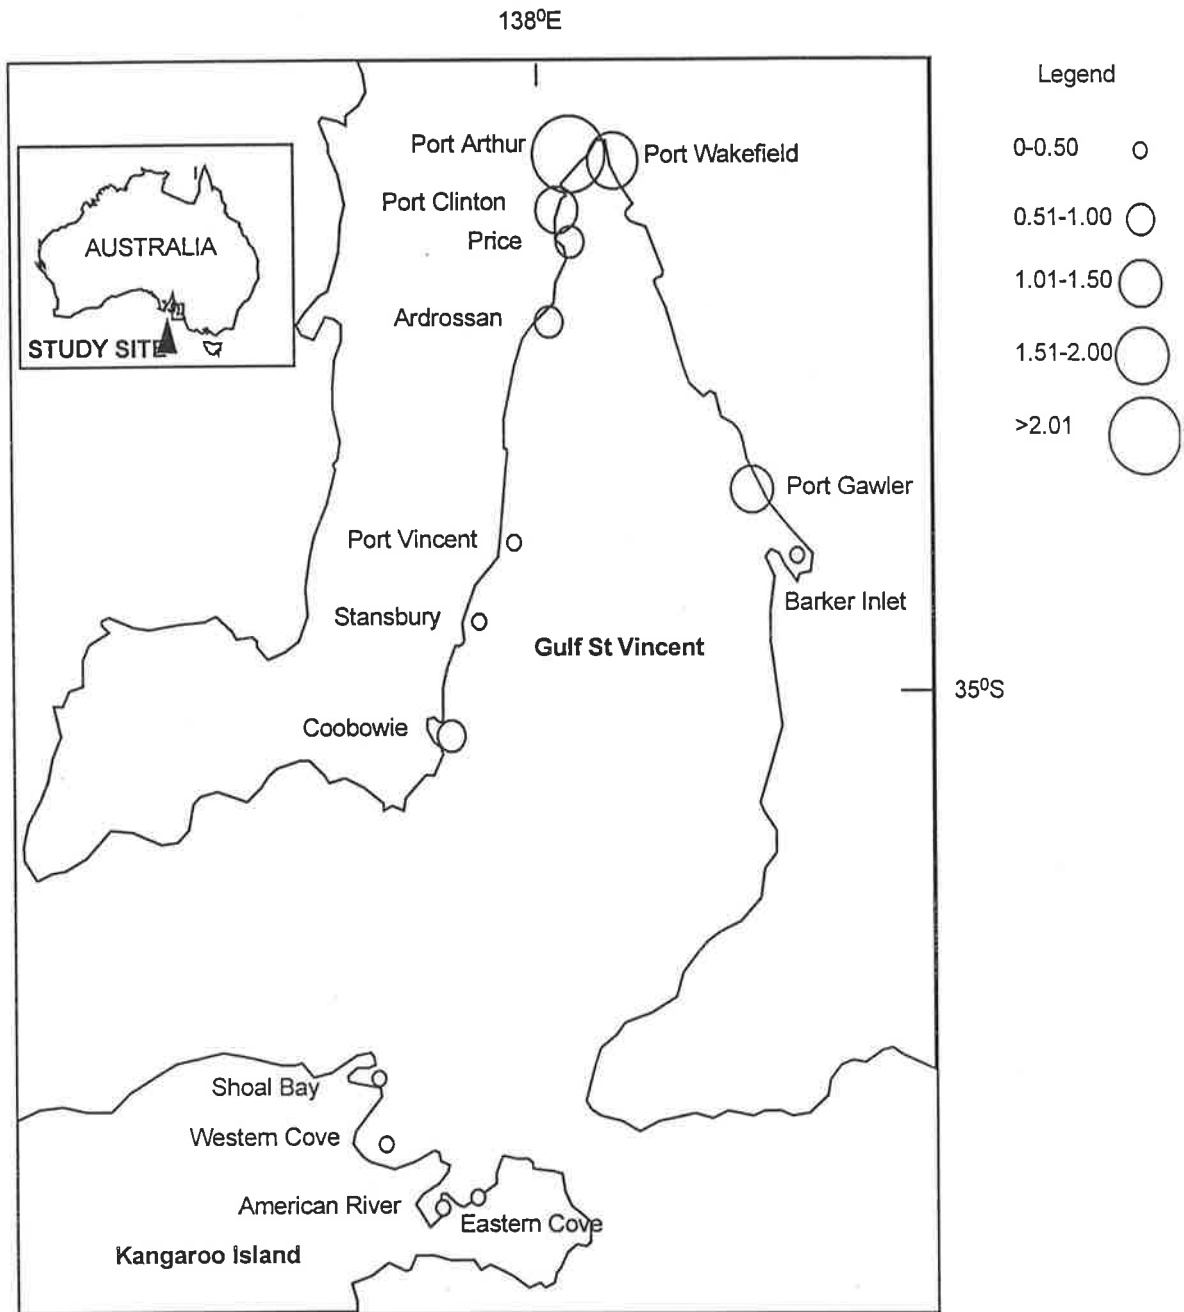 138⁰E
Legend
0-0.50
0.51-1.00
1.01-1.50
1.51-2.00
>2.01
AUSTRALIA
STUDY SITE
Port Arthur
Port Wakefield
Port Clinton
Price
Ardrossan
Port Gawler
Port Vincent
Barker Inlet
Stansbury
Gulf St Vincent
35⁰S
Coobowie
Shoal Bay
Western Cove
American River
Eastern Cove
Kangaroo Island